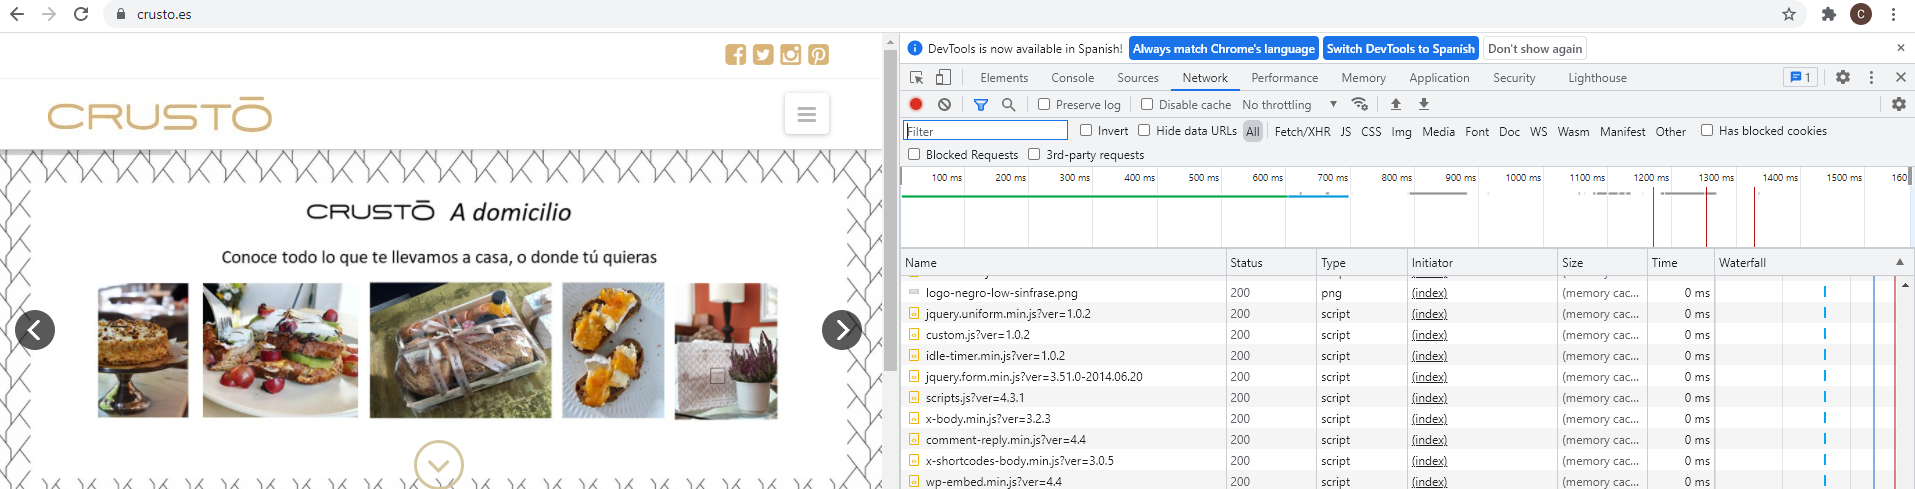 crusto.es
C
DevTools is now available in Spanish! Always match Chrome's language Switch DevTools to Spanish Don't show again
Elements Console Sources Network Performance Memory Application Security Lighthouse 1
Preserve log Disable cache No throttling
Filter Invert Hide data URLs All Fetch/XHR JS CSS Img Media Font Doc WS Wasm Manifest Other Has blocked cookies
Blocked Requests 3rd-party requests
100 ms 200 ms 300 ms 400 ms 500 ms 600 ms 700 ms 800 ms 900 ms 1000 ms 1100 ms 1200 ms 1300 ms 1400 ms 1500 ms 160
CRUSTŌ
CRUSTŌ A domicilio
Conoce todo lo que te llevamos a casa, o donde tú quieras
Name Status Type Initiator Size Time Waterfall
logo-negro-low-sinfrase.png 200 png (index) (memory cac... 0 ms
jquery.uniform.min.js?ver=1.0.2 200 script (index) (memory cac... 0 ms
custom.js?ver=1.0.2 200 script (index) (memory cac... 0 ms
idle-timer.min.js?ver=1.0.2 200 script (index) (memory cac... 0 ms
jquery.form.min.js?ver=3.51.0-2014.06.20 200 script (index) (memory cac... 0 ms
scripts.js?ver=4.3.1 200 script (index) (memory cac... 0 ms
x-body.min.js?ver=3.2.3 200 script (index) (memory cac... 0 ms
comment-reply.min.js?ver=4.4 200 script (index) (memory cac... 0 ms
x-shortcodes-body.min.js?ver=3.0.5 200 script (index) (memory cac... 0 ms
wp-embed.min.js?ver=4.4 200 script (index) (memory cac... 0 ms